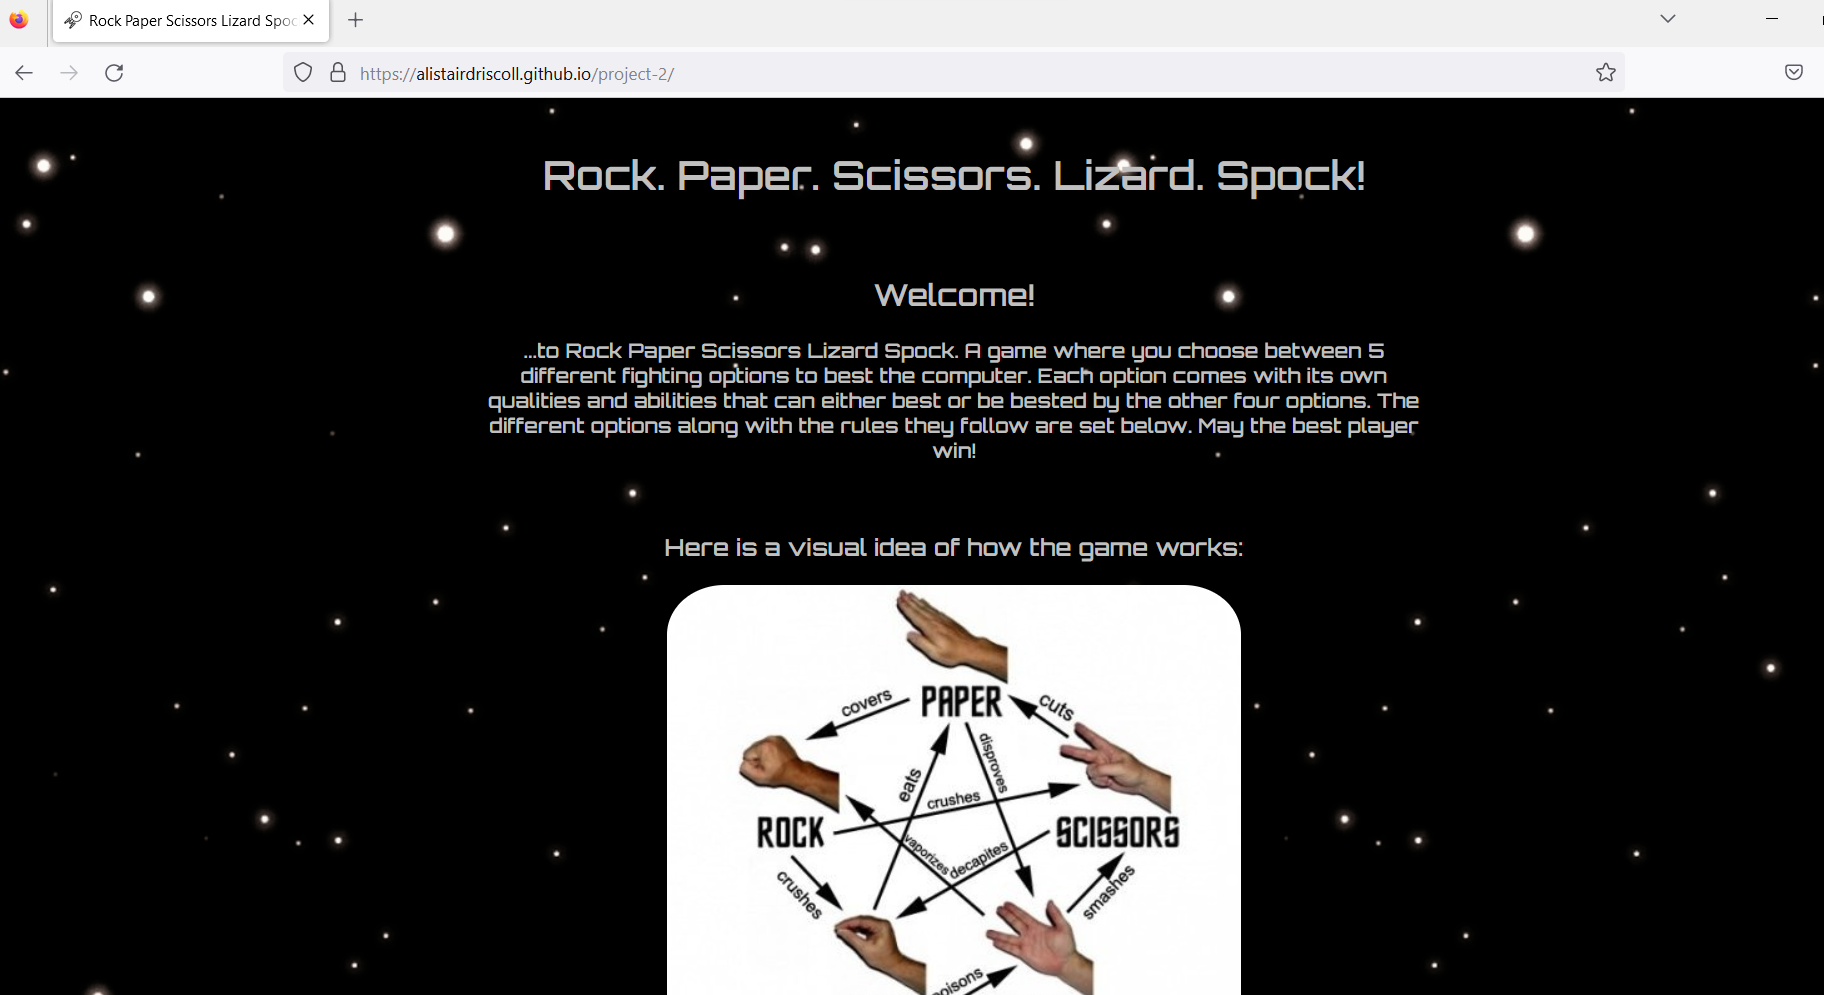 Rock Paper Scissors Lizard Spoc
https://alistairdriscoll.github.io/project-2/
Rock. Paper. Scissors. Lizard. Spock!
Welcome!
...to Rock Paper Scissors Lizard Spock. A game where you choose between 5
different fighting options to best the computer. Each option comes with its own
qualities and abilities that can either best or be bested by the other four options. The
different options along with the rules they follow are set below. May the best player
win!
Here is a visual idea of how the game works:
covers
PAPER
cuts
disproves
eats
crushes
ROCK
SCISSORS
vaporizes
decapites
crushes
smashes
oisons